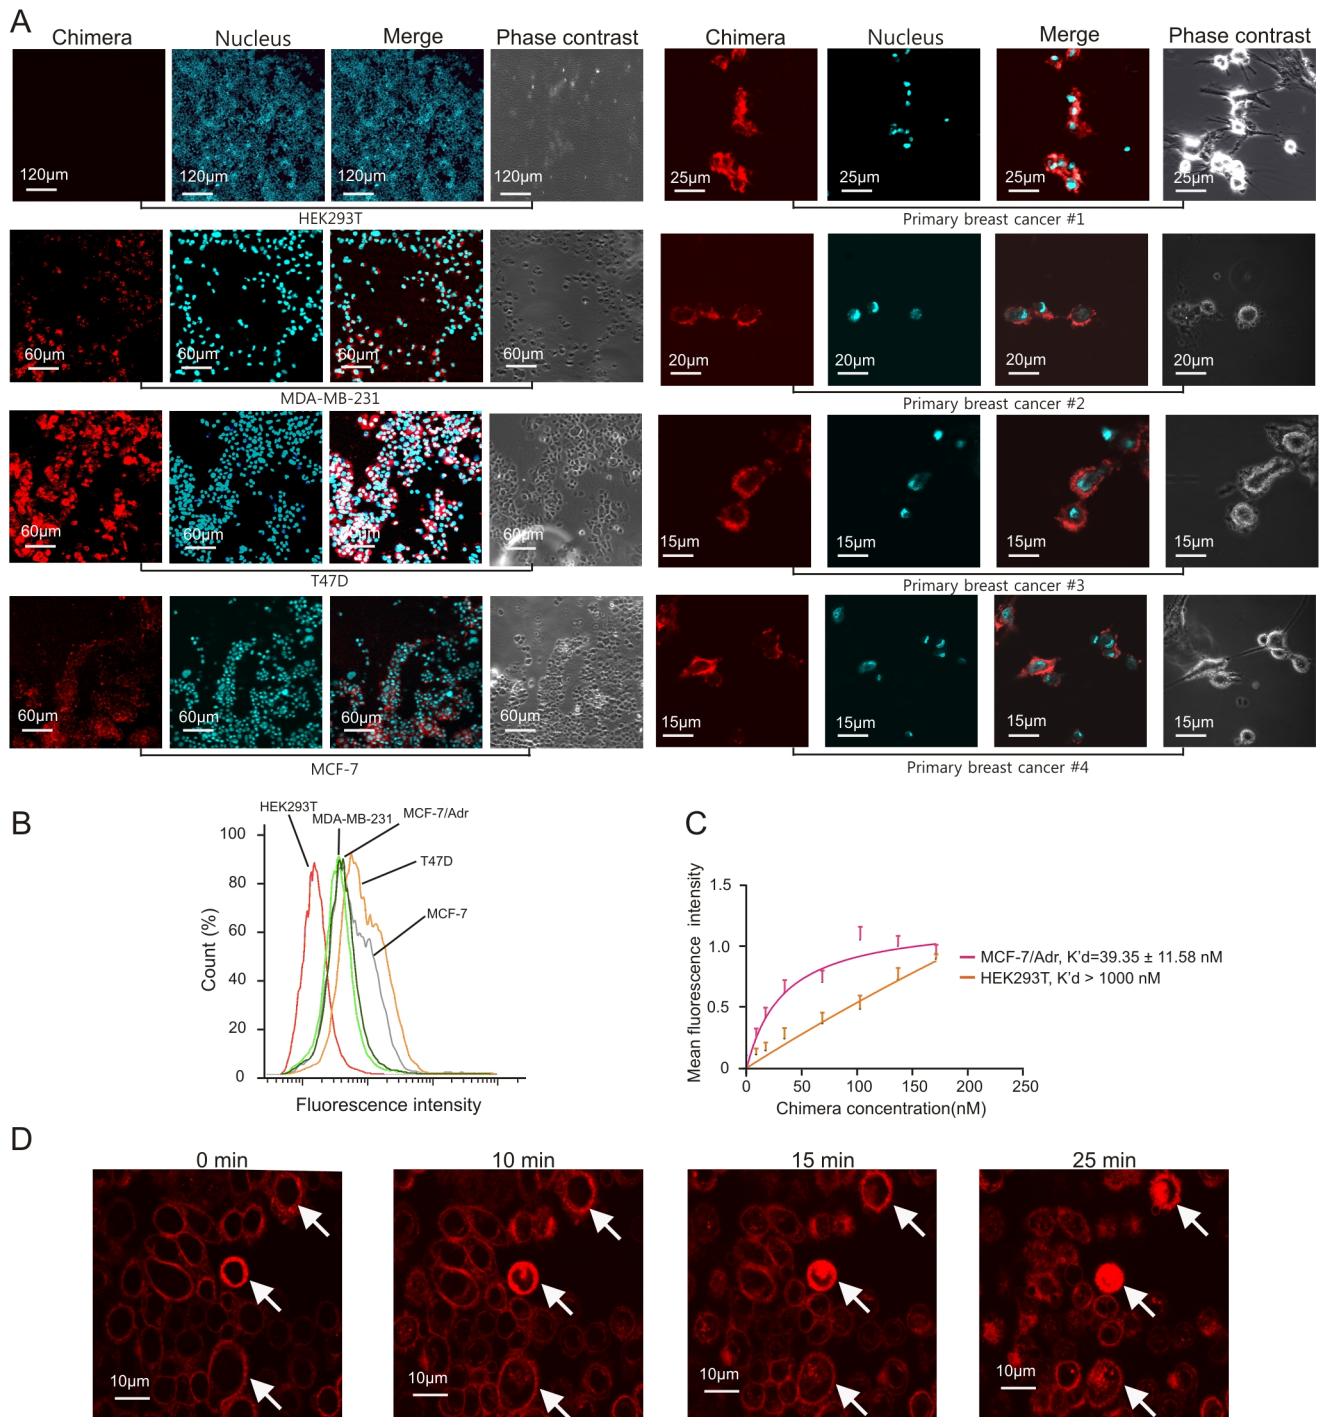 A
Chimera Nucleus Merge Phase contrast
120μm 120μm 120μm 120μm
HEK293T
60μm 60μm 60μm 60μm
MDA-MB-231
60μm 60μm 60μm 60μm
T47D
60μm 60μm 60μm 60μm
MCF-7
Chimera Nucleus Merge Phase contrast
25μm 25μm 25μm 25μm
Primary breast cancer #1
20μm 20μm 20μm 20μm
Primary breast cancer #2
15μm 15μm 15μm 15μm
Primary breast cancer #3
15μm 15μm 15μm 15μm
Primary breast cancer #4
B
HEK293T
MDA-MB-231
MCF-7/Adr
T47D
MCF-7
100
80
60
40
20
0
Count (%)
Fluorescence intensity
C
1.5
1.0
0.5
0
Mean fluorescence intensity
0 50 100 150 200 250
Chimera concentration(nM)
MCF-7/Adr, K'd=39.35 ± 11.58 nM
HEK293T, K'd > 1000 nM
D
0 min 10 min 15 min 25 min
10μm 10μm 10μm 10μm